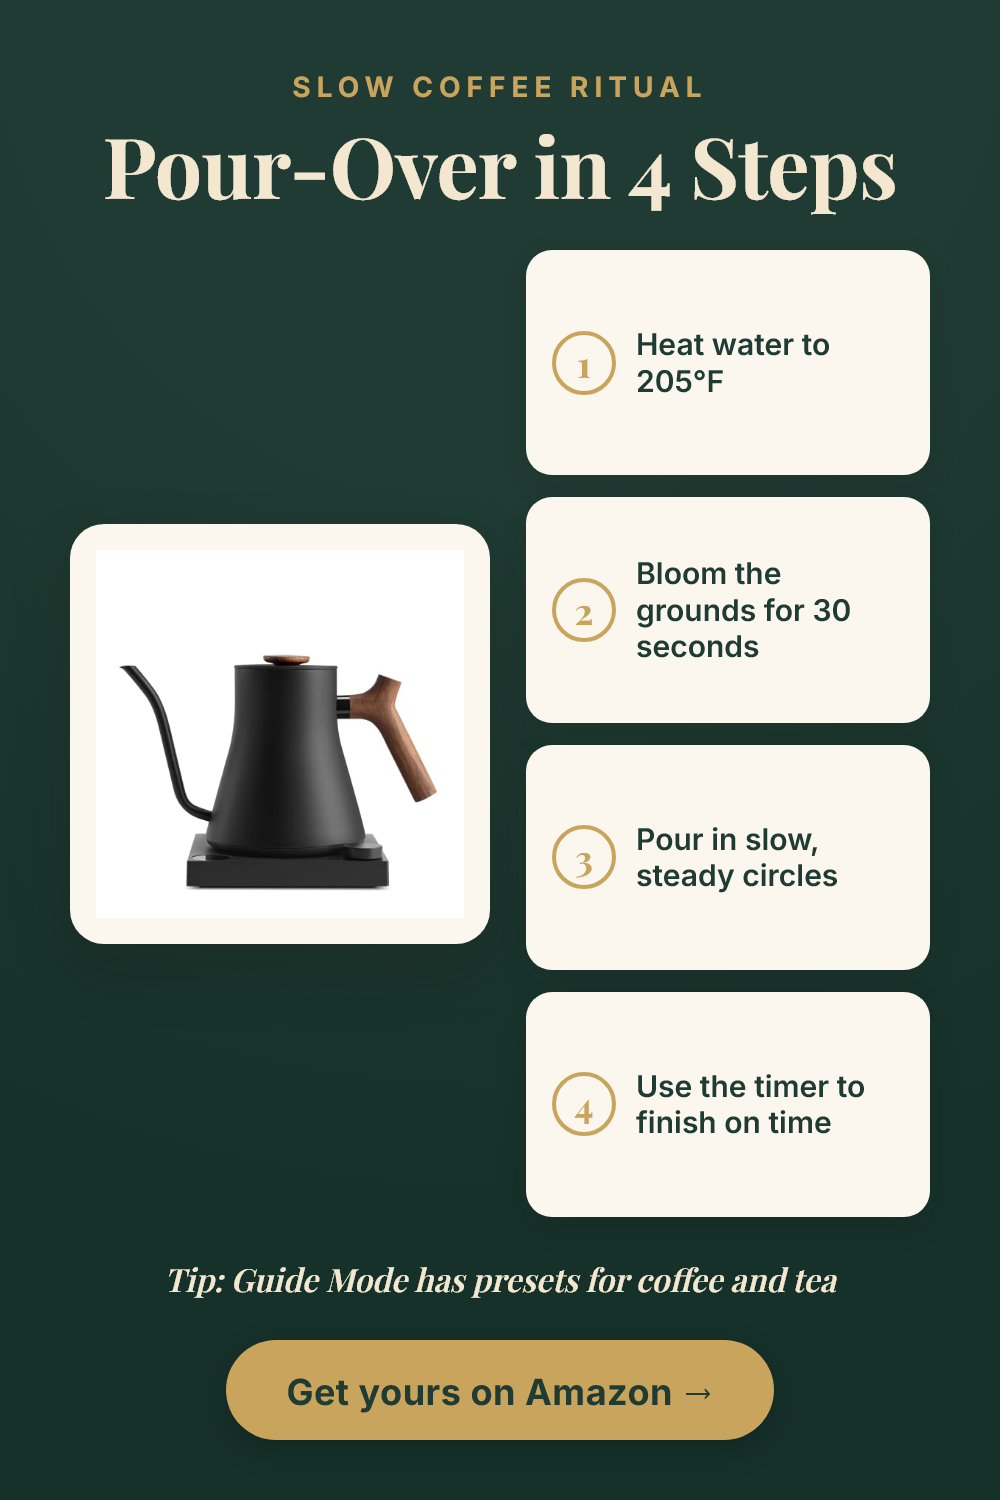 SLOW COFFEE RITUAL
Pour-Over in 4 Steps
1
Heat water to
205°F
2
Bloom the
grounds for 30
seconds
3
Pour in slow,
steady circles
4
Use the timer to
finish on time
Tip: Guide Mode has presets for coffee and tea
Get yours on Amazon →